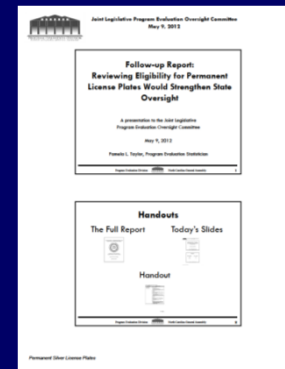 Joint Legislative Program Evaluation Oversight Committee
May 9, 2012
Follow-up Report:
Reviewing Eligibility for Permanent
License Plates Would Strengthen State
Oversight
A presentation to the Joint Legislative
Program Evaluation Oversight Committee
May 9, 2012
Pamela L. Taylor, Program Evaluation Statistician
Program Evaluation Division North Carolina General Assembly
Handouts
The Full Report Today's Slides
Handout
Program Evaluation Division North Carolina General Assembly
Permanent Silver License Plates